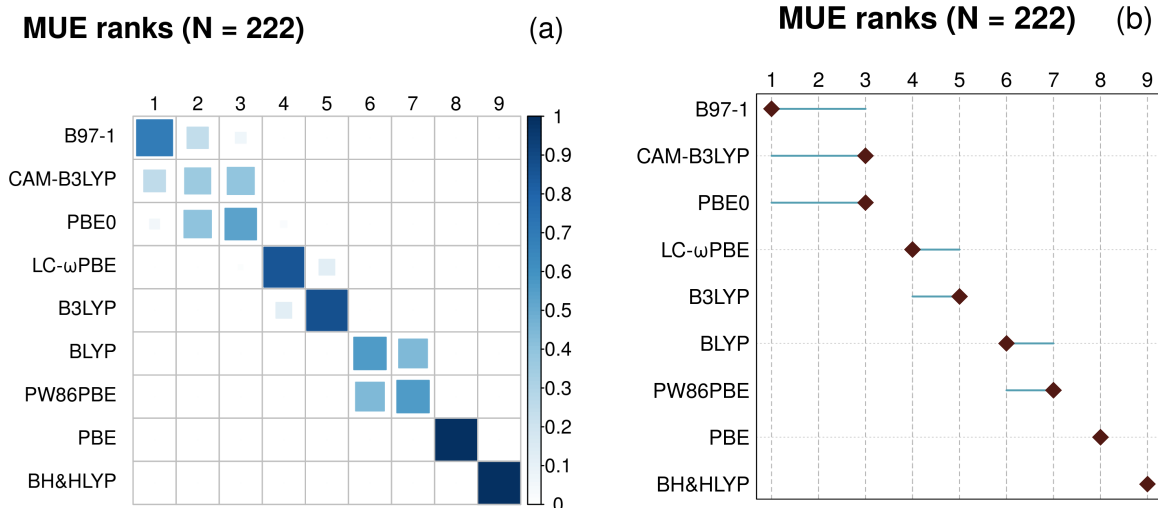 MUE ranks (N = 222) (a)
1 2 3 4 5 6 7 8 9
B97-1
CAM-B3LYP
PBE0
LC-ωPBE
B3LYP
BLYP
PW86PBE
PBE
BH&HLYP
1
0.9
0.8
0.7
0.6
0.5
0.4
0.3
0.2
0.1
0
MUE ranks (N = 222) (b)
1 2 3 4 5 6 7 8 9
B97-1
CAM-B3LYP
PBE0
LC-ωPBE
B3LYP
BLYP
PW86PBE
PBE
BH&HLYP